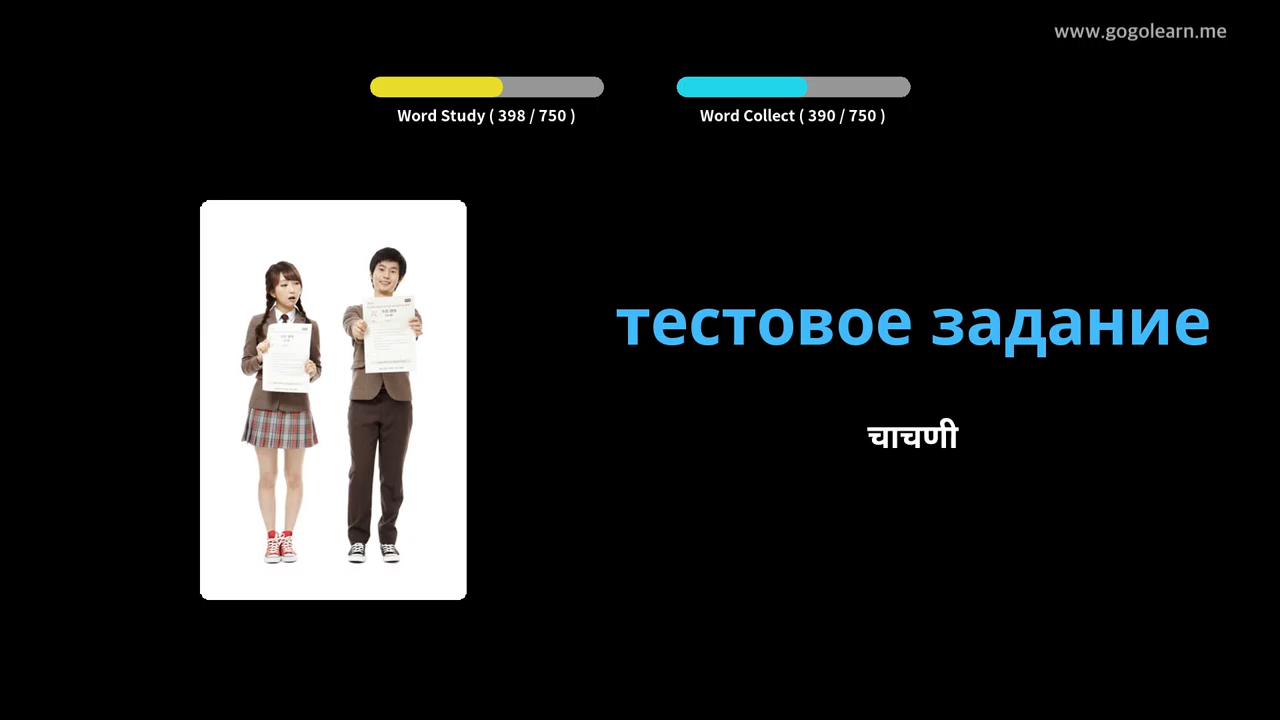 www.gogolearn.me
Word Study ( 398 / 750 )
Word Collect ( 390 / 750 )
тестовое задание
चाचणी